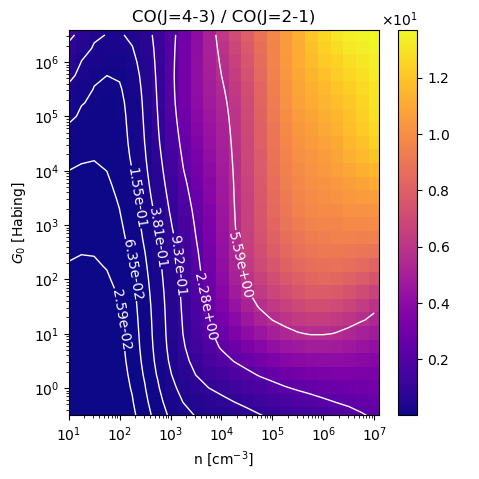 CO(J=4-3) / CO(J=2-1)
×10¹
10⁶
10⁵
10⁴
10³
10²
10¹
10⁰
G₀ [Habing]
1.55e-01
3.81e-01
9.32e-01
5.59e+00
6.35e-02
2.28e+00
2.59e-02
1.2
1.0
0.8
0.6
0.4
0.2
10¹ 10² 10³ 10⁴ 10⁵ 10⁶ 10⁷
n [cm⁻³]